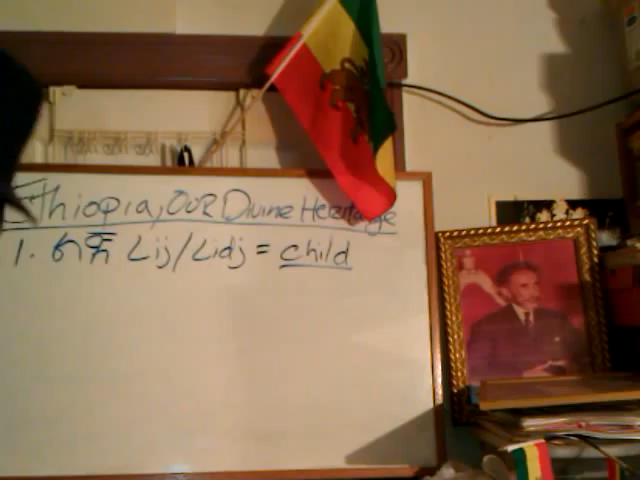 Ethiopia, OUR Divine Heritage
1. ልጅ Lij/Lidj = child